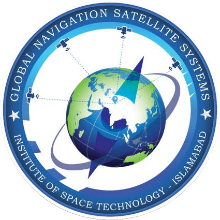 GLOBAL NAVIGATION SATELLITE SYSTEMS
INSTITUTE OF SPACE TECHNOLOGY - ISLAMABAD